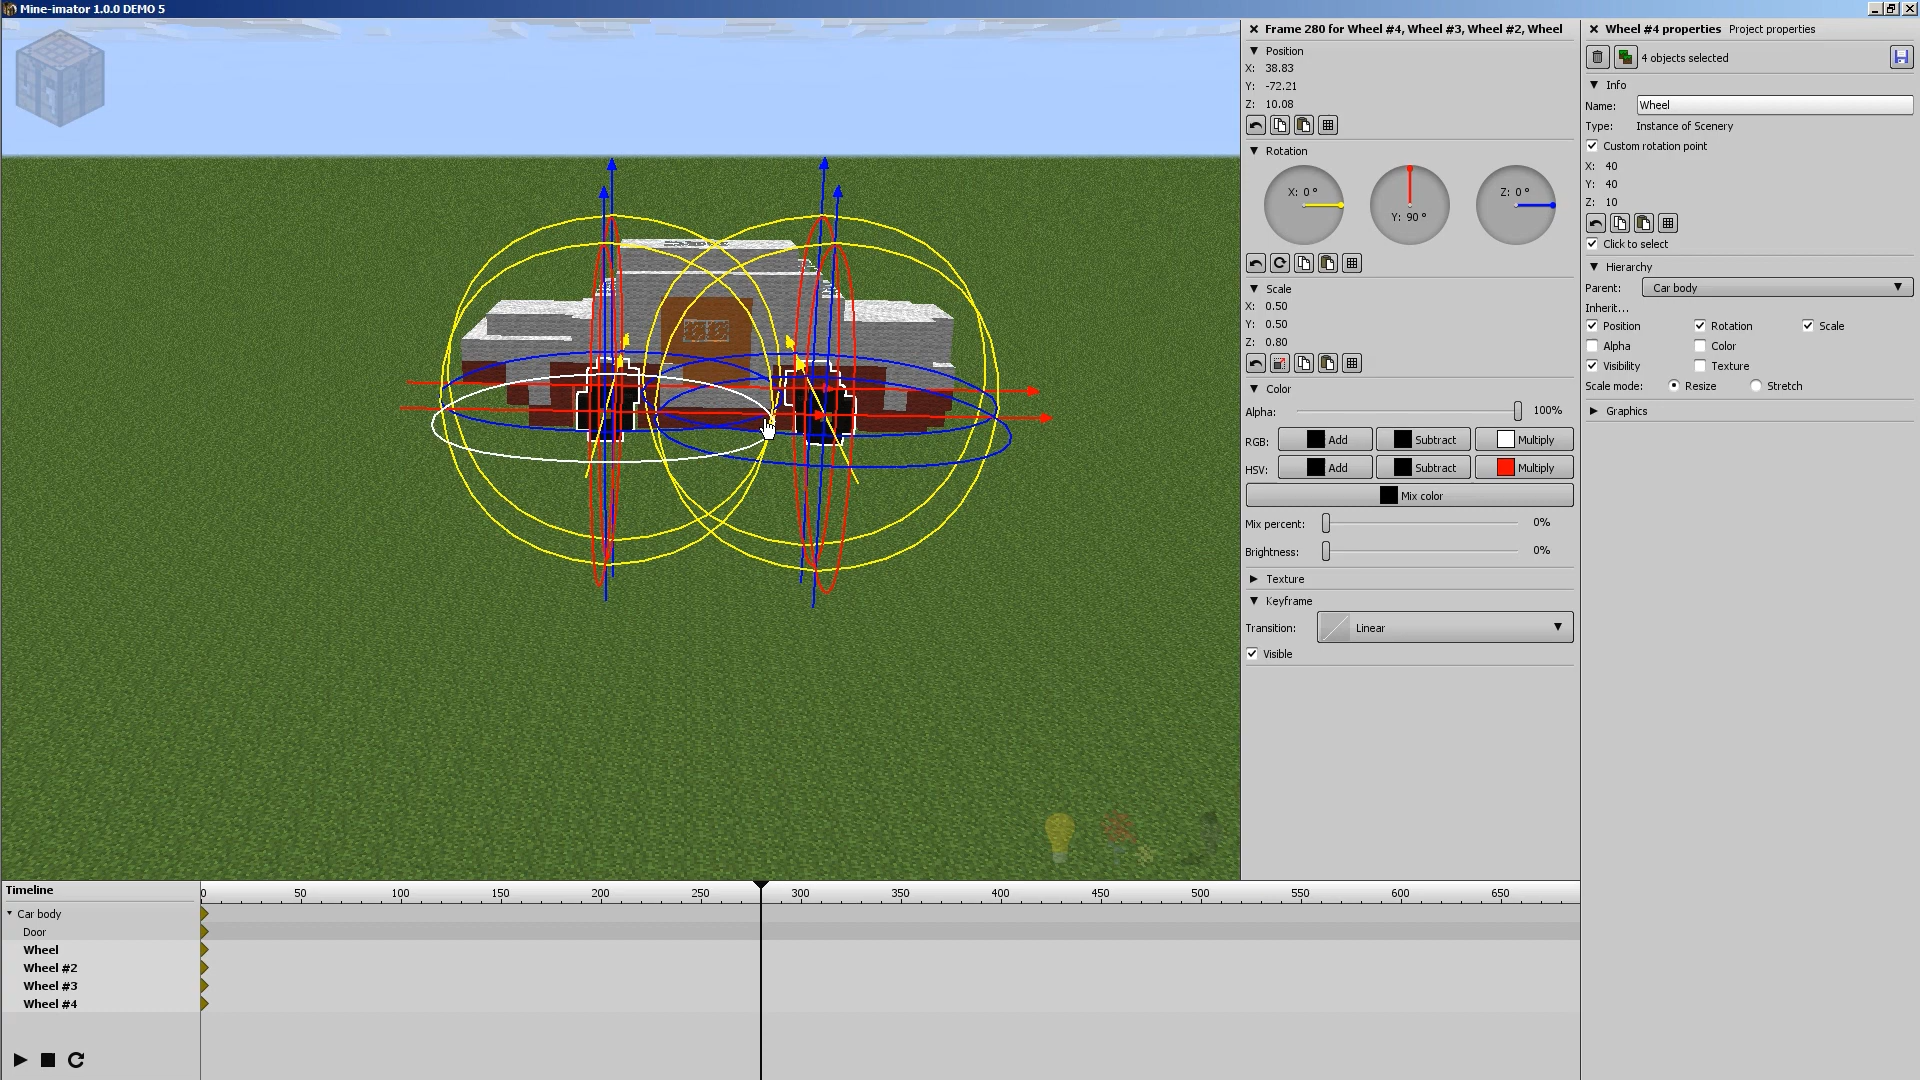 Mine-imator 1.0.0 DEMO 5
Frame 280 for Wheel #4, Wheel #3, Wheel #2, Wheel
Position
X: 38.83
Y: -72.21
Z: 10.08
Rotation
X: 0 °
Y: 90 °
Z: 0 °
Scale
X: 0.50
Y: 0.50
Z: 0.80
Color
Alpha: 100%
RGB: Add Subtract Multiply
HSV: Add Subtract Multiply
Mix color
Mix percent: 0%
Brightness: 0%
Texture
Keyframe
Transition: Linear
Visible
Wheel #4 properties Project properties
4 objects selected
Info
Name: Wheel
Type: Instance of Scenery
Custom rotation point
X: 40
Y: 40
Z: 10
Click to select
Hierarchy
Parent: Car body
Inherit...
Position Rotation Scale
Alpha Color
Visibility Texture
Scale mode: Resize Stretch
Graphics
Timeline
0 50 100 150 200 250 300 350 400 450 500 550 600 650
Car body
Door
Wheel
Wheel #2
Wheel #3
Wheel #4